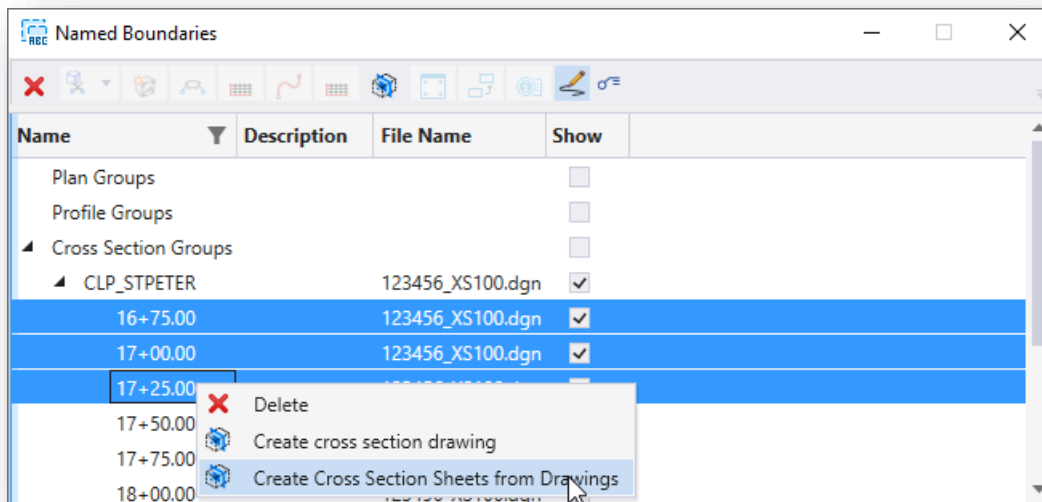 ABC Named Boundaries
Name Description File Name Show
Plan Groups
Profile Groups
Cross Section Groups
CLP_STPETER 123456_XS100.dgn
16+75.00 123456_XS100.dgn
17+00.00 123456_XS100.dgn
17+25.00
Delete
17+50.00
Create cross section drawing
17+75.00
Create Cross Section Sheets from Drawings
18+00.00